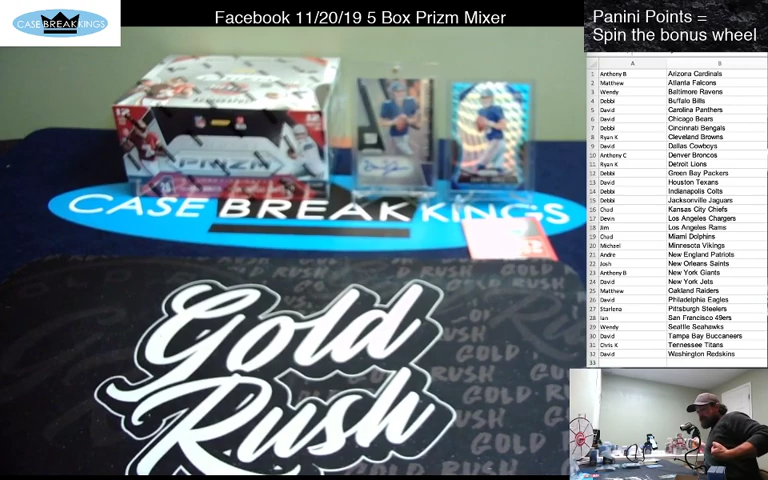 Facebook 11/20/19 5 Box Prizm Mixer
Panini Points =
Spin the bonus wheel
CASE BREAK KINGS
A B
1 Anthony B Arizona Cardinals
2 Matthew Atlanta Falcons
3 Wendy Baltimore Ravens
4 Debbi Buffalo Bills
5 David Carolina Panthers
6 David Chicago Bears
7 Debbi Cincinnati Bengals
8 Ryan K Cleveland Browns
9 David Dallas Cowboys
10 Anthony C Denver Broncos
11 Ryan K Detroit Lions
12 Debbi Green Bay Packers
13 David Houston Texans
14 Debbi Indianapolis Colts
15 Debbi Jacksonville Jaguars
16 Chad Kansas City Chiefs
17 Devin Los Angeles Chargers
18 Jim Los Angeles Rams
19 Chad Miami Dolphins
20 Michael Minnesota Vikings
21 Andre New England Patriots
22 Josh New Orleans Saints
23 Anthony B New York Giants
24 David New York Jets
25 Matthew Oakland Raiders
26 David Philadelphia Eagles
27 Starlena Pittsburgh Steelers
28 Ian San Francisco 49ers
29 Wendy Seattle Seahawks
30 David Tampa Bay Buccaneers
31 Chris K Tennessee Titans
32 David Washington Redskins
33
PRIZM
CASE BREAK KINGS
Gold
Rush
GOLD RUSH